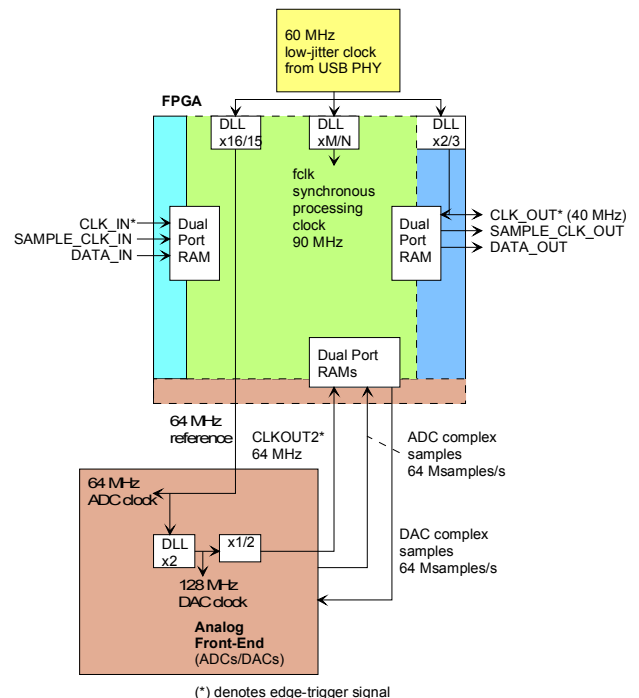 60 MHz
low-jitter clock
from USB PHY
FPGA
DLL
x16/15
DLL
xM/N
DLL
x2/3
fclk
synchronous
processing
clock
90 MHz
CLK_IN*
SAMPLE_CLK_IN
DATA_IN
Dual
Port
RAM
Dual
Port
RAM
CLK_OUT* (40 MHz)
SAMPLE_CLK_OUT
DATA_OUT
Dual Port
RAMs
64 MHz
reference
CLKOUT2*
64 MHz
ADC complex
samples
64 Msamples/s
64 MHz
ADC clock
DLL
x2
x1/2
128 MHz
DAC clock
DAC complex
samples
64 Msamples/s
Analog
Front-End
(ADCs/DACs)
(*) denotes edge-trigger signal